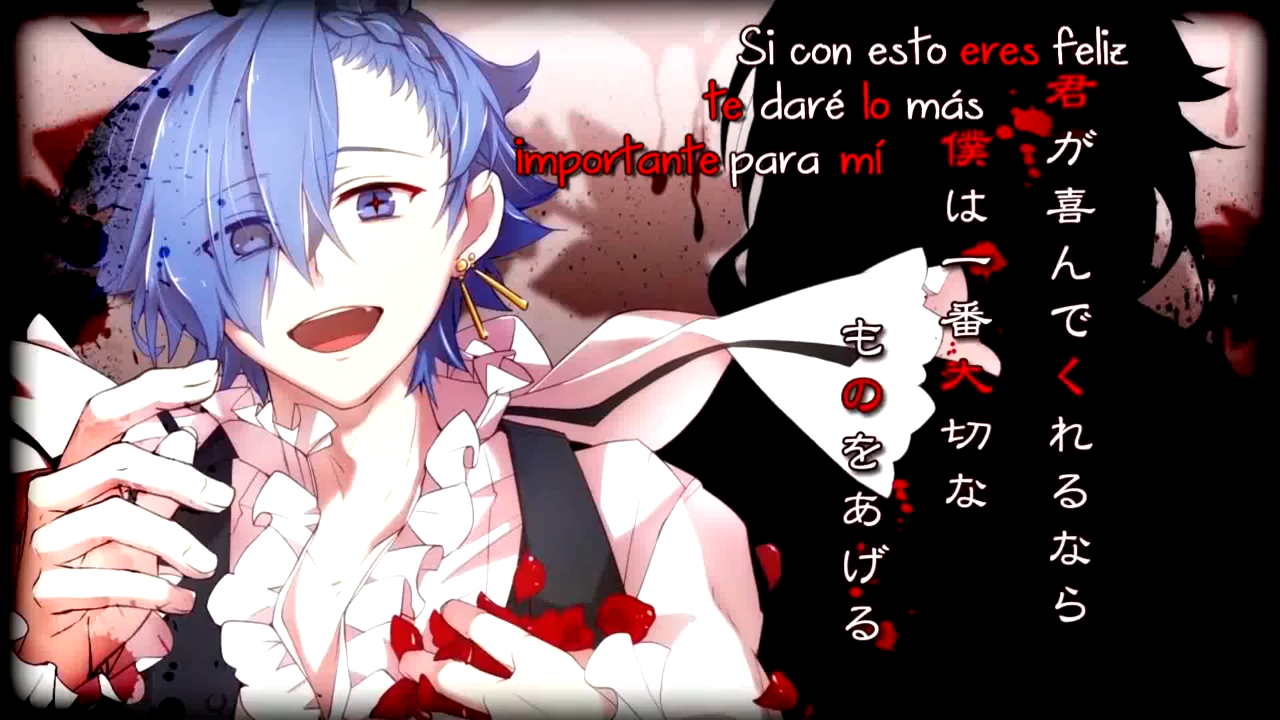 Si con esto eres feliz
te daré lo más
importante para mí
君が喜んでくれるなら
僕は一番大切な
ものをあげる